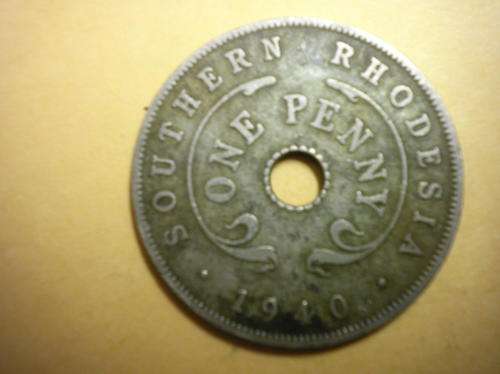 SOUTHERN RHODESIA
ONE PENNY
· 1940 ·